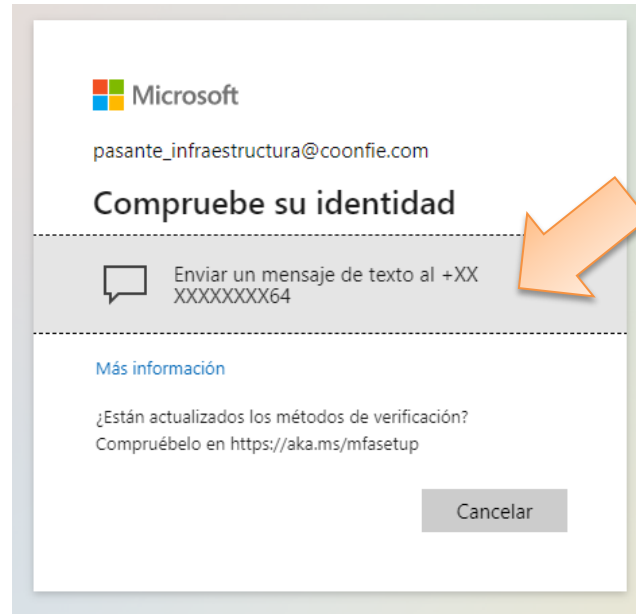 Microsoft
pasante_infraestructura@coonfie.com
Compruebe su identidad
Enviar un mensaje de texto al +XX
XXXXXXXX64
Más información
¿Están actualizados los métodos de verificación?
Compruébelo en https://aka.ms/mfasetup
Cancelar